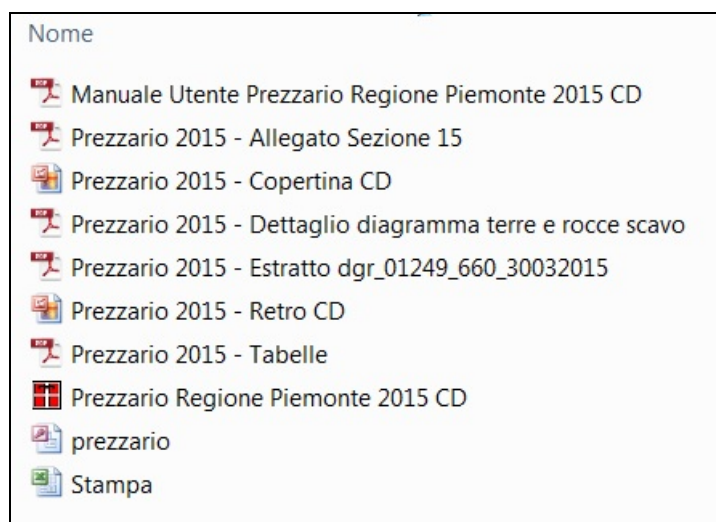 Nome
Manuale Utente Prezzario Regione Piemonte 2015 CD
Prezzario 2015 - Allegato Sezione 15
Prezzario 2015 - Copertina CD
Prezzario 2015 - Dettaglio diagramma terre e rocce scavo
Prezzario 2015 - Estratto dgr_01249_660_30032015
Prezzario 2015 - Retro CD
Prezzario 2015 - Tabelle
Prezzario Regione Piemonte 2015 CD
prezzario
Stampa